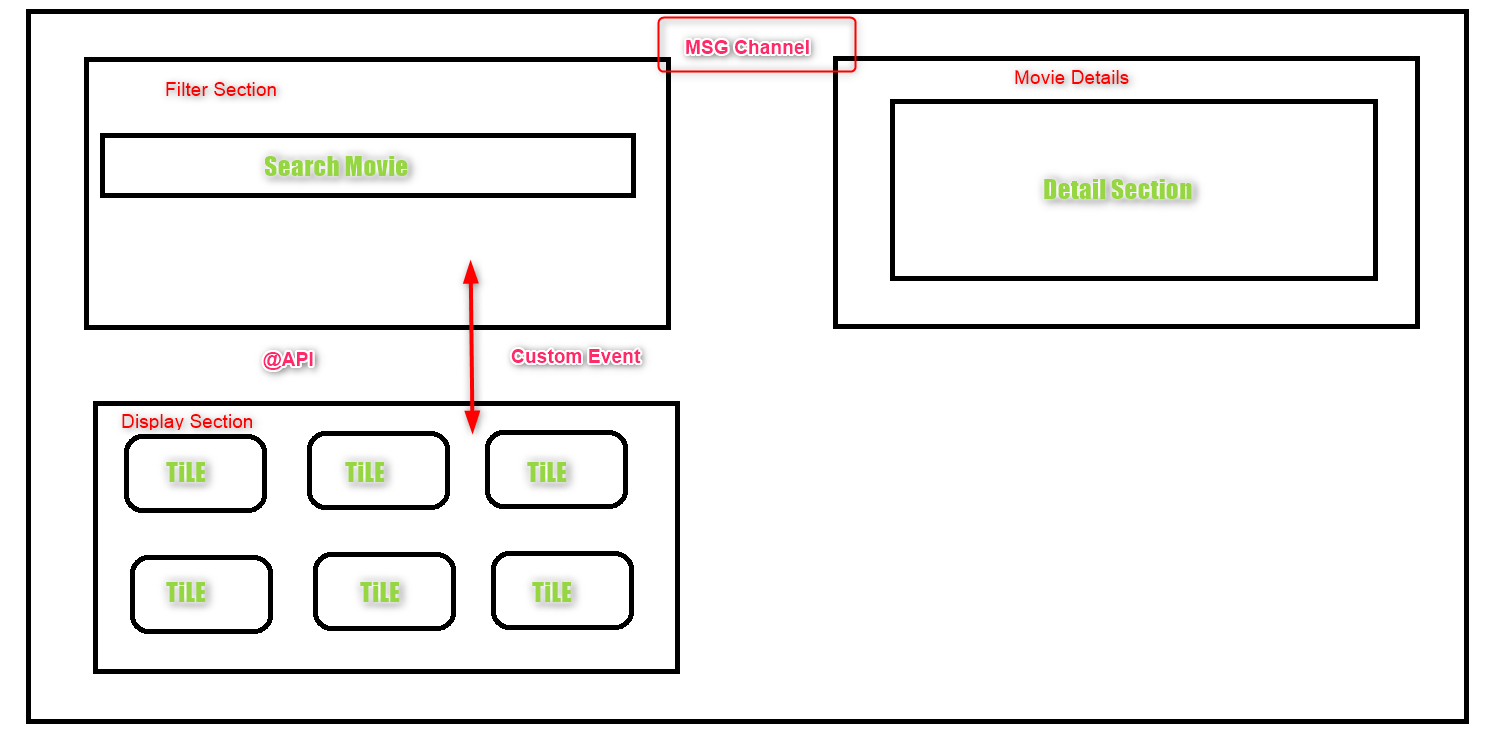 MSG Channel
Filter Section
Search Movie
Movie Details
Detail Section
@API
Custom Event
Display Section
TiLE TiLE TiLE
TiLE TiLE TiLE